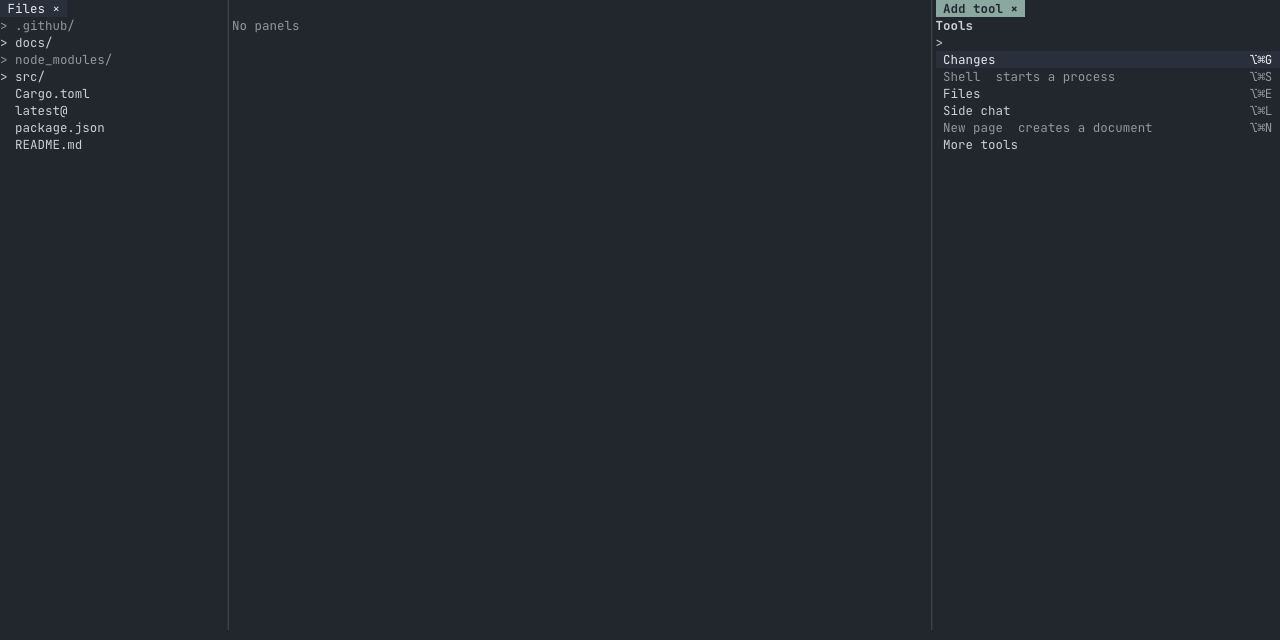 Files ×
> .github/
> docs/
> node_modules/
> src/
Cargo.toml
latest@
package.json
README.md
No panels
Add tool ×
Tools
>
Changes ⌥⌘G
Shell starts a process ⌥⌘S
Files ⌥⌘E
Side chat ⌥⌘L
New page creates a document ⌥⌘N
More tools